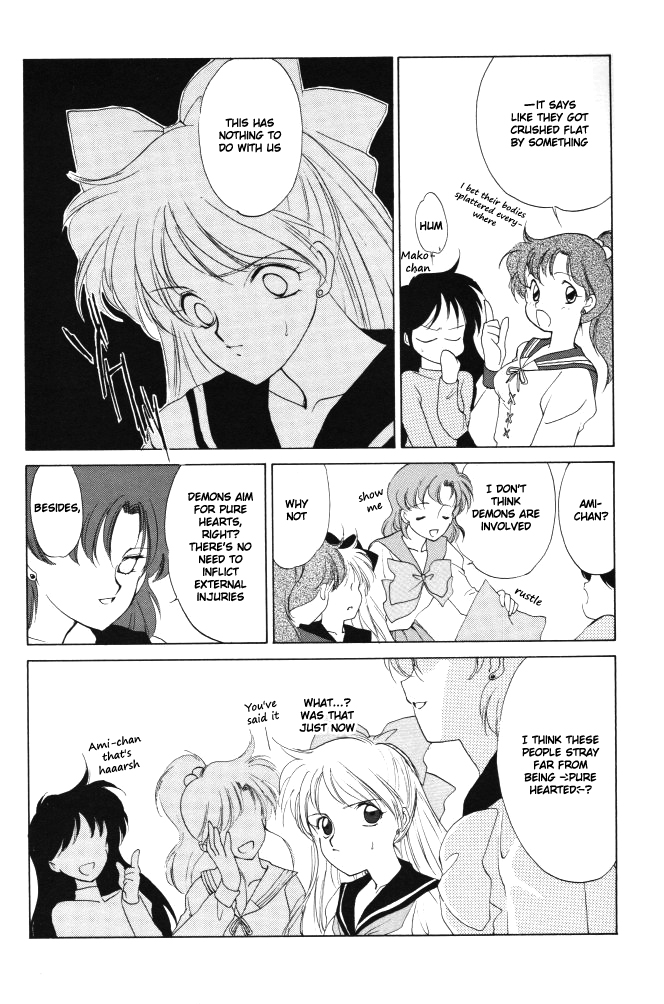 —IT SAYS
LIKE THEY GOT
CRUSHED FLAT
BY SOMETHING
I bet their bodies
splattered every-
where
HUM
Mako-
chan
THIS HAS
NOTHING TO
DO WITH US
AMI-
CHAN?
I DON'T
THINK
DEMONS ARE
INVOLVED
show
me
WHY
NOT
rustle
DEMONS AIM
FOR PURE
HEARTS,
RIGHT?
THERE'S NO
NEED TO
INFLICT
EXTERNAL
INJURIES
BESIDES,
I THINK THESE
PEOPLE STRAY
FAR FROM
BEING -:PURE
HEARTED:-?
WHAT...?
WAS THAT
JUST NOW
You've
said it
Ami-chan
that's
haaarsh